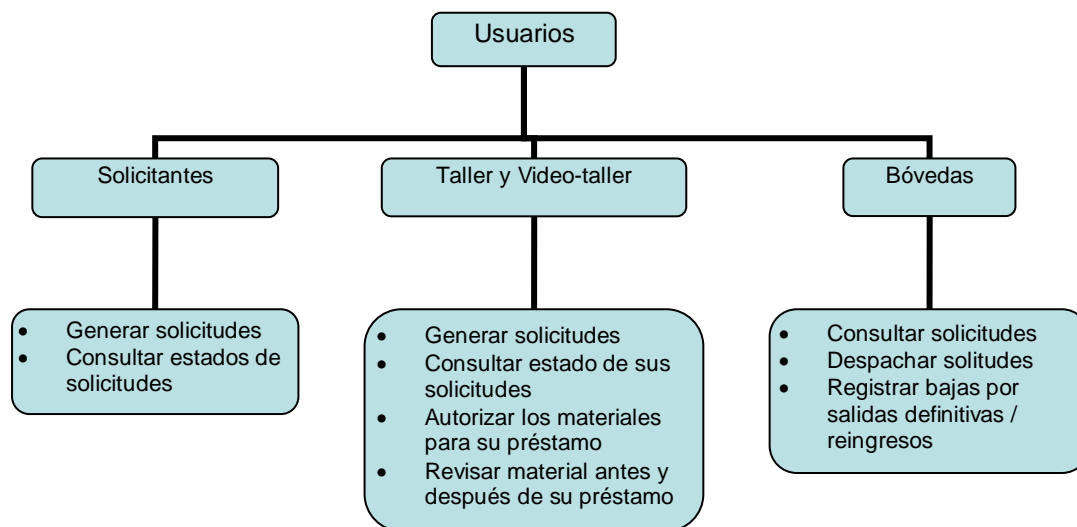 Usuarios
Solicitantes
Taller y Video-taller
Bóvedas
• Generar solicitudes
• Consultar estados de
solicitudes
• Generar solicitudes
• Consultar estado de sus
solicitudes
• Autorizar los materiales
para su préstamo
• Revisar material antes y
después de su préstamo
• Consultar solicitudes
• Despachar solitudes
• Registrar bajas por
salidas definitivas /
reingresos